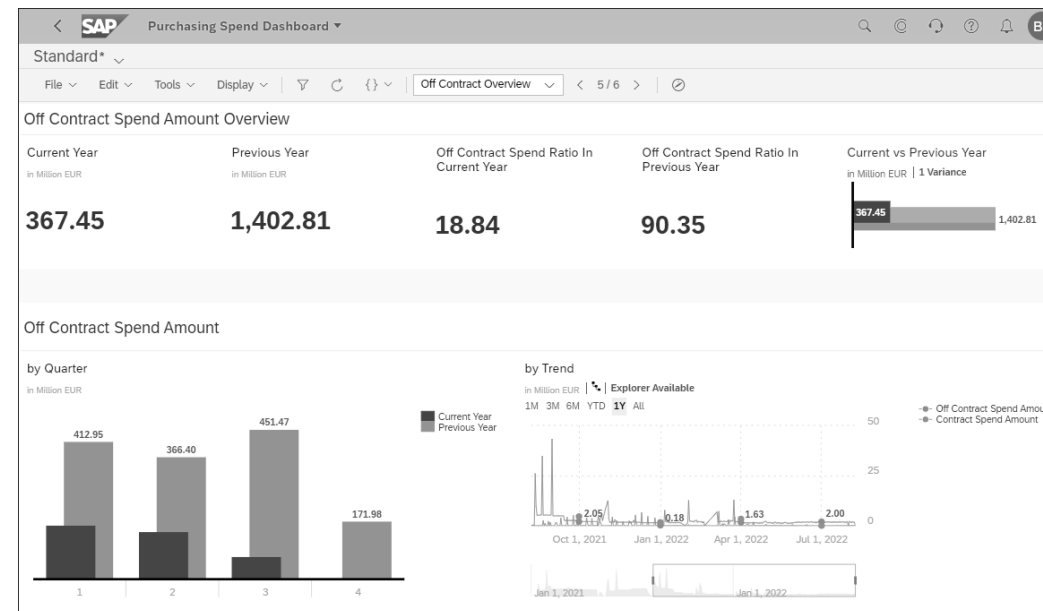 SAP Purchasing Spend Dashboard
B
Standard*
File Edit Tools Display { } Off Contract Overview 5 / 6
Off Contract Spend Amount Overview
Current Year
in Million EUR
367.45
Previous Year
in Million EUR
1,402.81
Off Contract Spend Ratio In
Current Year
18.84
Off Contract Spend Ratio In
Previous Year
90.35
Current vs Previous Year
in Million EUR | 1 Variance
367.45
1,402.81
Off Contract Spend Amount
by Quarter
in Million EUR
Current Year
Previous Year
412.95
366.40
451.47
171.98
1 2 3 4
by Trend
in Million EUR | Explorer Available
1M 3M 6M YTD 1Y All
Off Contract Spend Amou
Contract Spend Amount
50
25
0
2.05 0.18 1.63 2.00
Oct 1, 2021 Jan 1, 2022 Apr 1, 2022 Jul 1, 2022
Jan 1, 2021 Jan 1, 2022